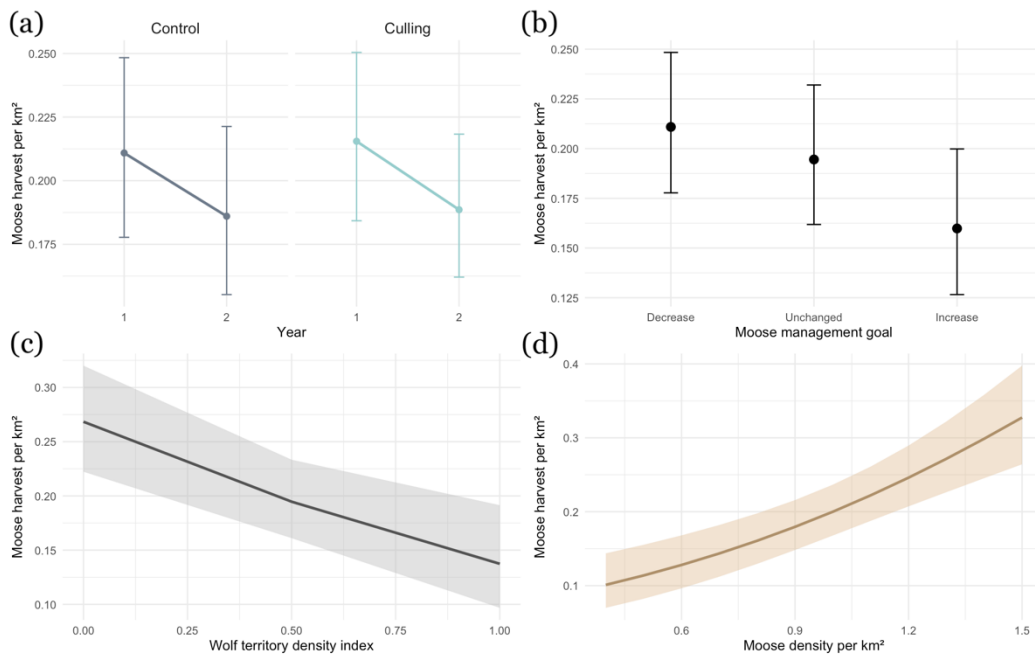 (a)
Control
Culling
Moose harvest per km²
0.250
0.225
0.200
0.175
1
2
1
2
Year
(b)
Moose harvest per km²
0.250
0.225
0.200
0.175
0.150
0.125
Decrease
Unchanged
Increase
Moose management goal
(c)
Moose harvest per km²
0.30
0.25
0.20
0.15
0.10
0.00
0.25
0.50
0.75
1.00
Wolf territory density index
(d)
Moose harvest per km²
0.4
0.3
0.2
0.1
0.6
0.9
1.2
1.5
Moose density per km²